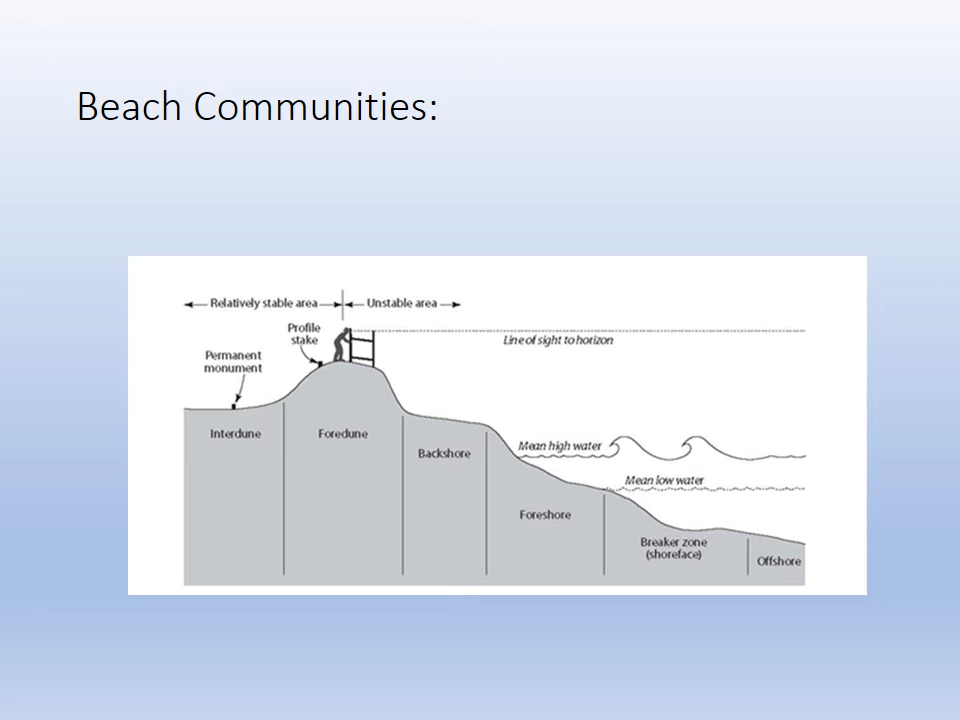 Beach Communities:
Relatively stable area
Unstable area
Profile
stake
Line of sight to horizon
Permanent
monument
Interdune
Foredune
Backshore
Mean high water
Mean low water
Foreshore
Breaker zone
(shoreface)
Offshore